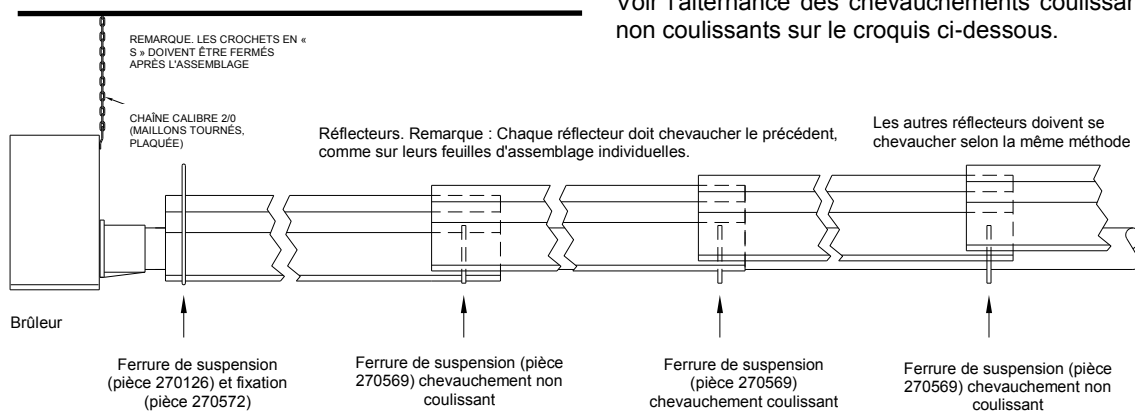 Voir l'alternance des chevauchements coulissan
non coulissants sur le croquis ci-dessous.
REMARQUE. LES CROCHETS EN «
S » DOIVENT ÊTRE FERMÉS
APRÈS L'ASSEMBLAGE
CHAÎNE CALIBRE 2/0
(MAILLONS TOURNÉS,
PLAQUÉE)
Réflecteurs. Remarque : Chaque réflecteur doit chevaucher le précédent,
comme sur leurs feuilles d'assemblage individuelles.
Les autres réflecteurs doivent se
chevaucher selon la même méthode
Brûleur
Ferrure de suspension
(pièce 270126) et fixation
(pièce 270572)
Ferrure de suspension (pièce
270569) chevauchement non
coulissant
Ferrure de suspension
(pièce 270569)
chevauchement coulissant
Ferrure de suspension (pièce
270569) chevauchement non
coulissant